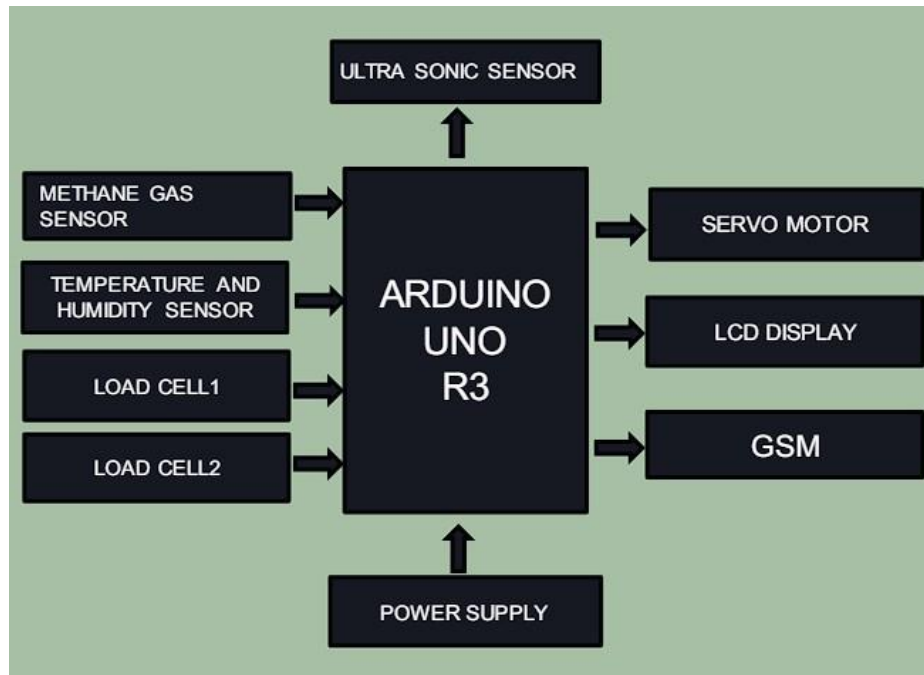 ULTRA SONIC SENSOR
METHANE GAS
SENSOR
TEMPERATURE AND
HUMIDITY SENSOR
LOAD CELL1
LOAD CELL2
ARDUINO
UNO
R3
SERVO MOTOR
LCD DISPLAY
GSM
POWER SUPPLY